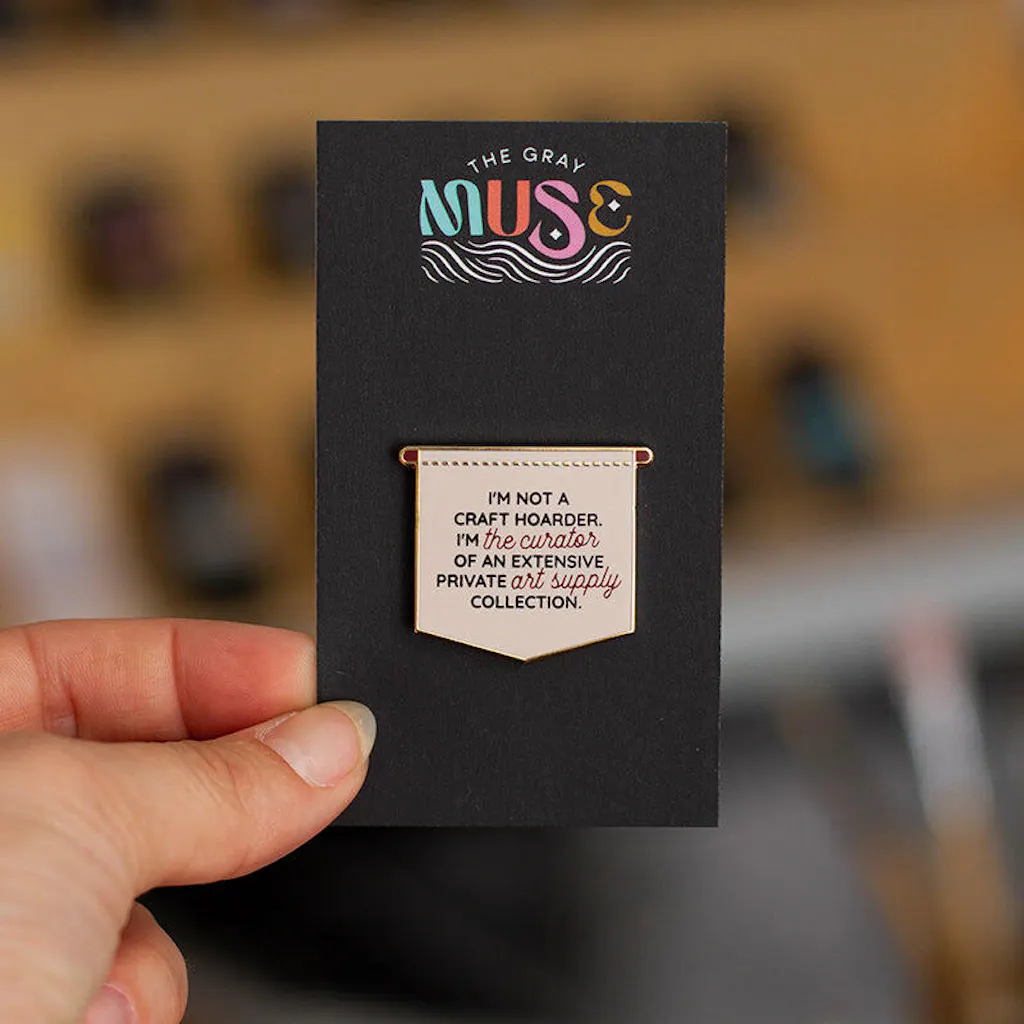 THE GRAY
MUSE
I'M NOT A
CRAFT HOARDER.
I'M the curator
OF AN EXTENSIVE
PRIVATE art supply
COLLECTION.